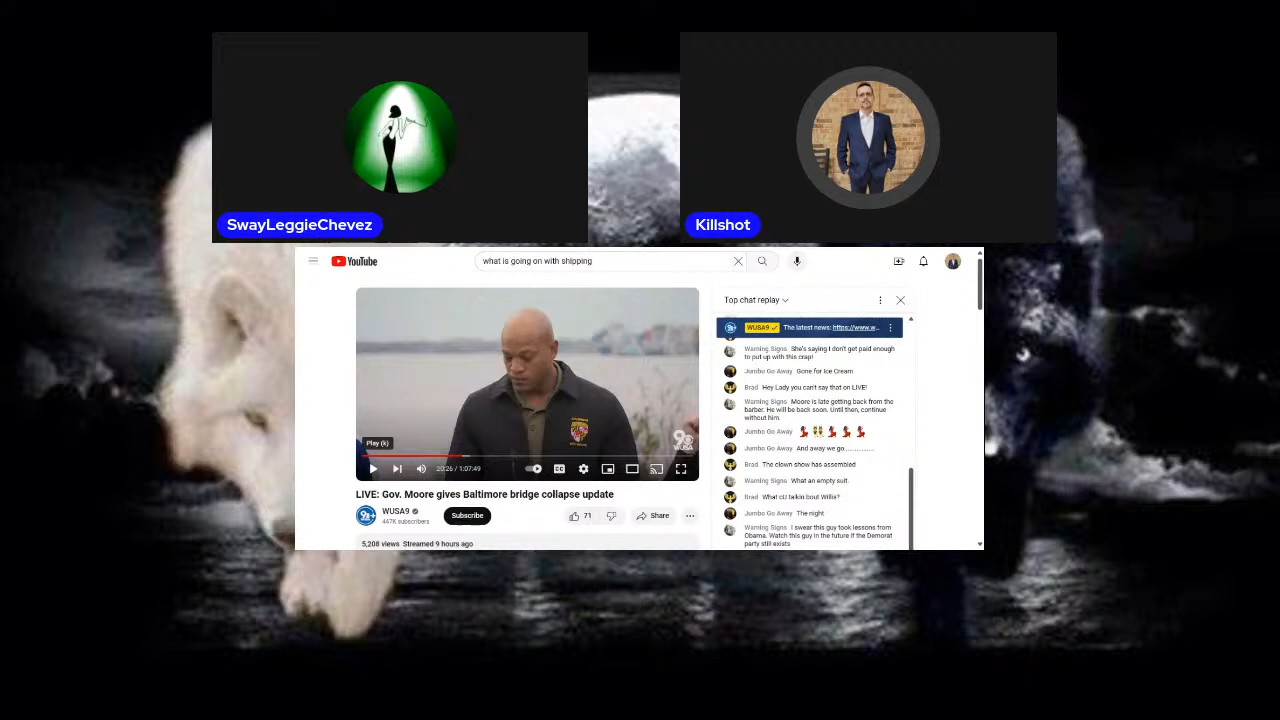 SwayLeggieChevez
Killshot
YouTube
what is going on with shipping
Top chat replay
WUSA9 The latest news: https://www.w...
Warning Signs She's saying I don't get paid enough
to put up with this crap!
Jumbo Go Away Gone for Ice Cream
Brad Hey Lady you can't say that on LIVE!
Warning Signs Moore is late getting back from the
barber. He will be back soon. Until then, continue
without him.
Jumbo Go Away
Jumbo Go Away And away we go................
Brad The clown show has assembled
Warning Signs What an empty suit.
Brad What cU talkin bout Willis?
Jumbo Go Away The night
Warning Signs I swear this guy took lessons from
Obama. Watch this guy in the future if the Demorat
party still exists
Play (k)
20:26 / 1:07:49
9
WUSA
LIVE: Gov. Moore gives Baltimore bridge collapse update
WUSA9
447K subscribers
Subscribe
71
Share
5,208 views Streamed 9 hours ago